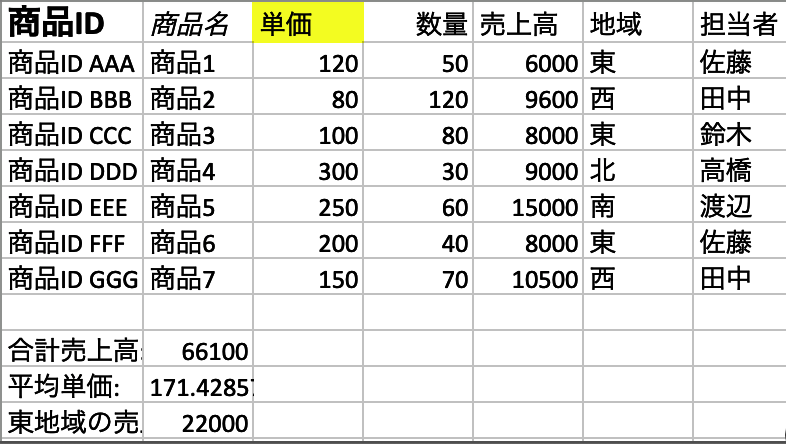 商品ID 商品名 単価 数量 売上高 地域 担当者
商品ID AAA 商品1 120 50 6000 東 佐藤
商品ID BBB 商品2 80 120 9600 西 田中
商品ID CCC 商品3 100 80 8000 東 鈴木
商品ID DDD 商品4 300 30 9000 北 高橋
商品ID EEE 商品5 250 60 15000 南 渡辺
商品ID FFF 商品6 200 40 8000 東 佐藤
商品ID GGG 商品7 150 70 10500 西 田中
合計売上高: 66100
平均単価: 171.42857
東地域の売 22000